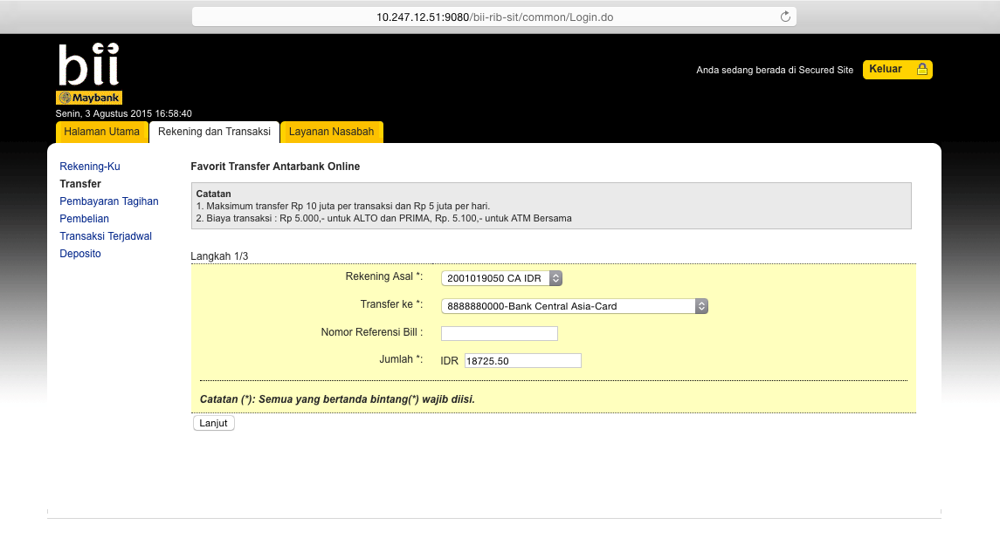 10.247.12.51:9080/bii-rib-sit/common/Login.do
bii
Maybank
Anda sedang berada di Secured Site
Keluar
Senin, 3 Agustus 2015 16:58:40
Halaman Utama
Rekening dan Transaksi
Layanan Nasabah
Rekening-Ku
Transfer
Pembayaran Tagihan
Pembelian
Transaksi Terjadwal
Deposito
Favorit Transfer Antarbank Online
Catatan
1. Maksimum transfer Rp 10 juta per transaksi dan Rp 5 juta per hari.
2. Biaya transaksi : Rp 5.000,- untuk ALTO dan PRIMA, Rp. 5.100,- untuk ATM Bersama
Langkah 1/3
Rekening Asal *: 2001019050 CA IDR
Transfer ke *: 8888880000-Bank Central Asia-Card
Nomor Referensi Bill :
Jumlah *: IDR 18725.50
Catatan (*): Semua yang bertanda bintang(*) wajib diisi.
Lanjut